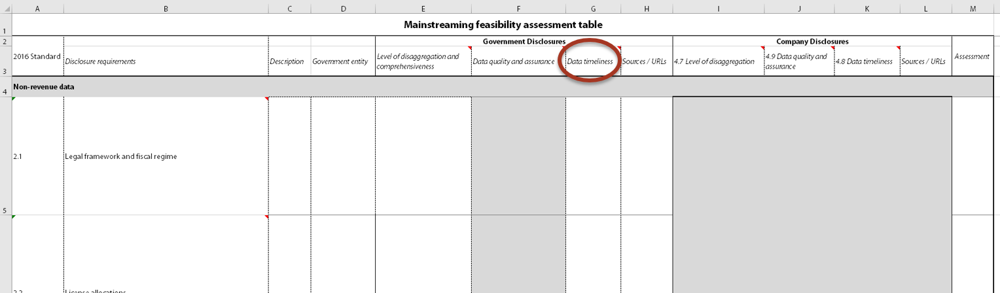 A B C D E F G H I J K L M
1 Mainstreaming feasibility assessment table
2 Government Disclosures Company Disclosures
3 2016 Standard Disclosure requirements Description Government entity Level of disaggregation and comprehensiveness Data quality and assurance Data timeliness Sources / URLs 4.7 Level of disaggregation 4.9 Data quality and assurance 4.8 Data timeliness Sources / URLs Assessment
4 Non-revenue data
5 2.1 Legal framework and fiscal regime
2.2 License allocations